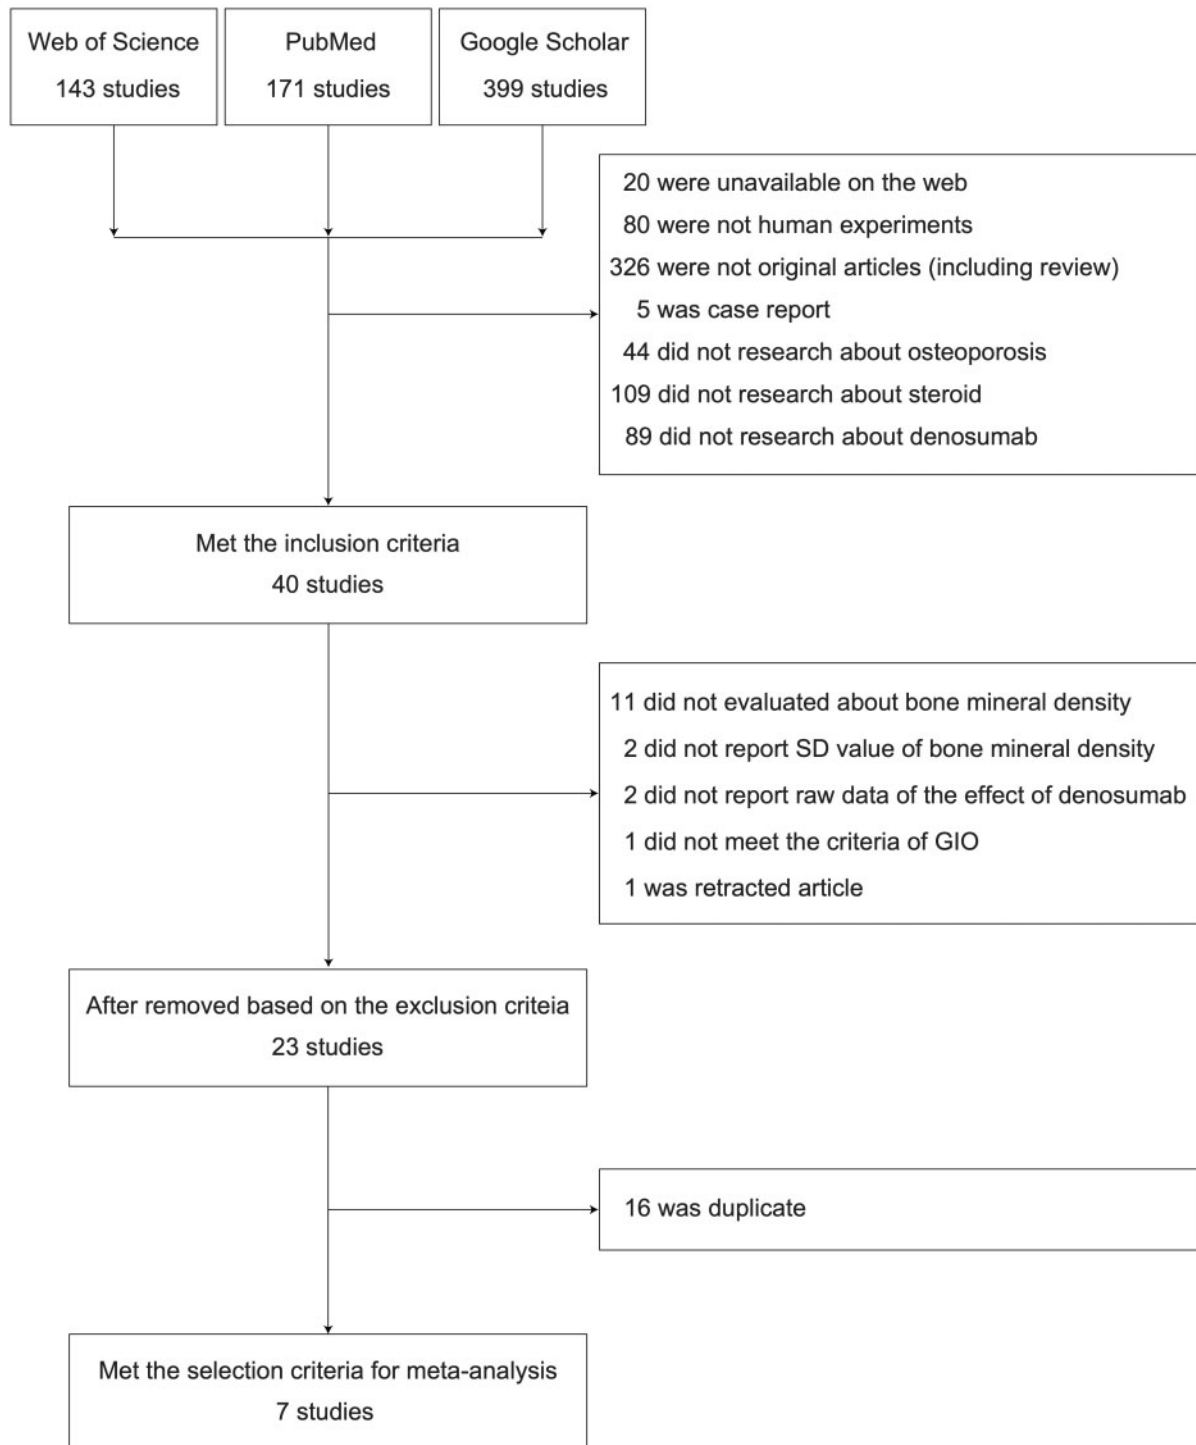 Web of Science
143 studies
PubMed
171 studies
Google Scholar
399 studies
20 were unavailable on the web
80 were not human experiments
326 were not original articles (including review)
5 was case report
44 did not research about osteoporosis
109 did not research about steroid
89 did not research about denosumab
Met the inclusion criteria
40 studies
11 did not evaluated about bone mineral density
2 did not report SD value of bone mineral density
2 did not report raw data of the effect of denosumab
1 did not meet the criteria of GIO
1 was retracted article
After removed based on the exclusion criteia
23 studies
16 was duplicate
Met the selection criteria for meta-analysis
7 studies